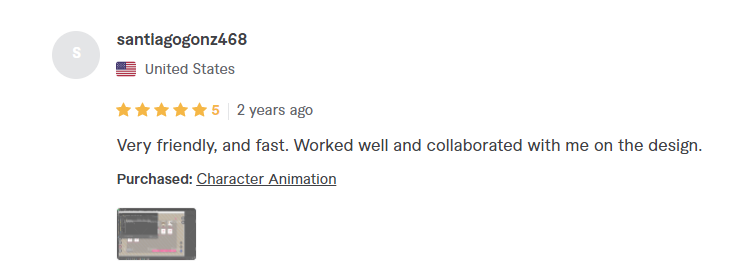 S
santiagogonz468
United States
5 2 years ago
Very friendly, and fast. Worked well and collaborated with me on the design.
Purchased: Character Animation